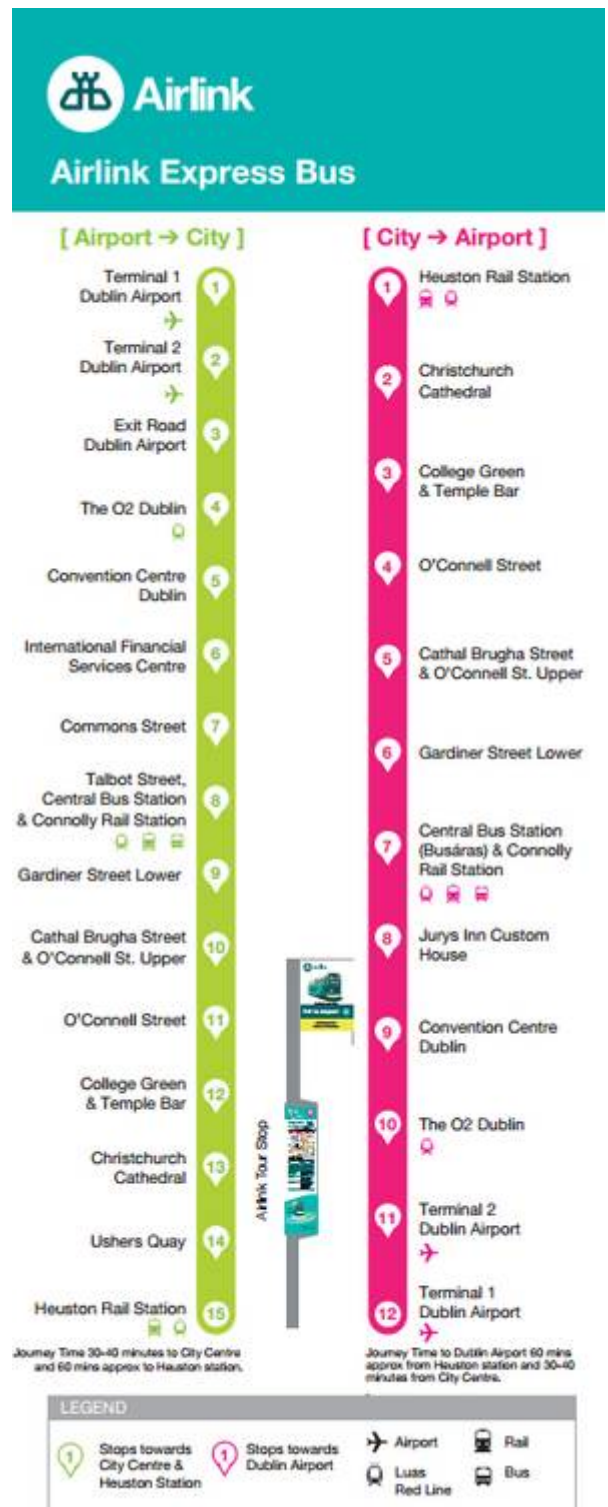 Airlink
Airlink Express Bus
[ Airport → City ]
1
Terminal 1
Dublin Airport
2
Terminal 2
Dublin Airport
3
Exit Road
Dublin Airport
4
The O2 Dublin
5
Convention Centre
Dublin
6
International Financial
Services Centre
7
Commons Street
8
Talbot Street,
Central Bus Station
& Connolly Rail Station
9
Gardiner Street Lower
10
Cathal Brugha Street
& O'Connell St. Upper
11
O'Connell Street
12
College Green
& Temple Bar
13
Christchurch
Cathedral
14
Ushers Quay
15
Heuston Rail Station
Journey Time 30-40 minutes to City Centre
and 60 mins approx to Heuston station.
Airlink Tour Stop
[ City → Airport ]
1
Heuston Rail Station
2
Christchurch
Cathedral
3
College Green
& Temple Bar
4
O'Connell Street
5
Cathal Brugha Street
& O'Connell St. Upper
6
Gardiner Street Lower
7
Central Bus Station
(Busáras) & Connolly
Rail Station
8
Jurys Inn Custom
House
9
Convention Centre
Dublin
10
The O2 Dublin
11
Terminal 2
Dublin Airport
12
Terminal 1
Dublin Airport
Journey Time to Dublin Airport 60 mins
approx from Heuston station and 30-40
minutes from City Centre.
LEGEND
1
Stops towards
City Centre &
Heuston Station
1
Stops towards
Dublin Airport
Airport
Rail
Luas
Red Line
Bus